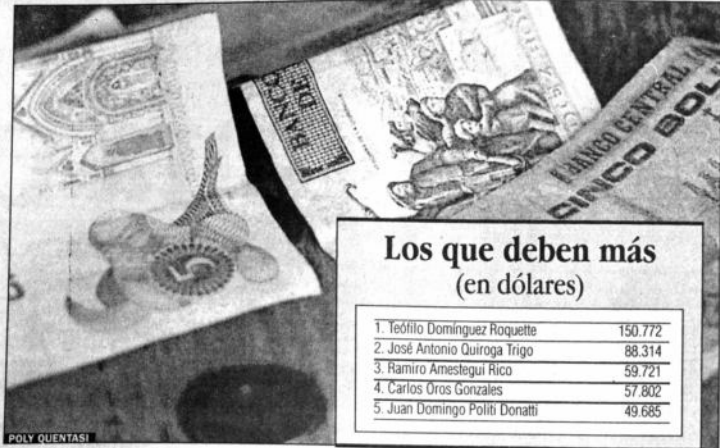 BANCO
DE
BANCO CENTRAL
CINCO BOL
5
Los que deben más
(en dólares)
1. Teófilo Domínguez Roquette 150.772
2. José Antonio Quiroga Trigo 88.314
3. Ramiro Amestegui Rico 59.721
4. Carlos Oros Gonzales 57.802
5. Juan Domingo Politi Donatti 49.685
POLY QUENTASI